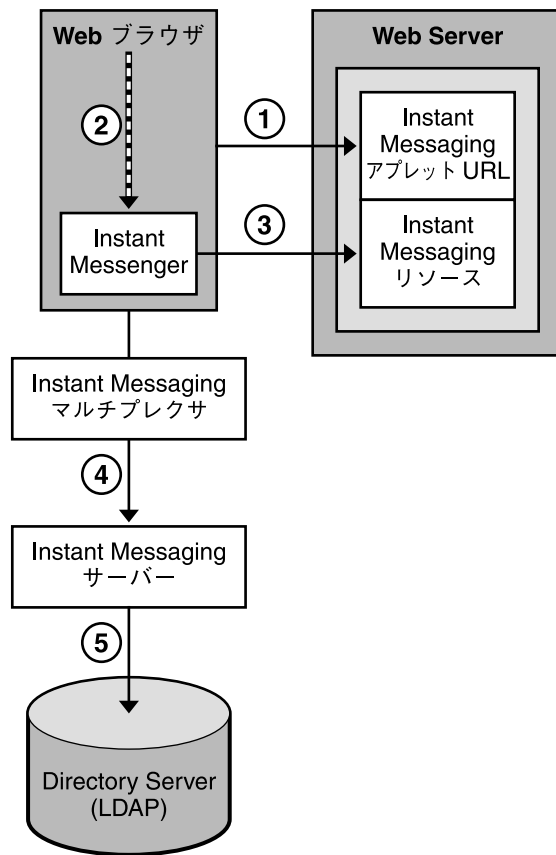 Web ブラウザ
②
Instant
Messenger
①
③
Web Server
Instant
Messaging
アプレット URL
Instant
Messaging
リソース
Instant Messaging
マルチプレクサ
④
Instant Messaging
サーバー
⑤
Directory Server
(LDAP)